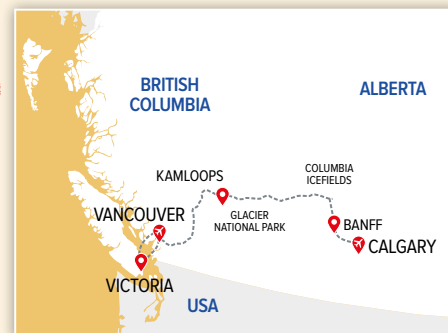 BRITISH
COLUMBIA
ALBERTA
COLUMBIA
ICEFIELDS
KAMLOOPS
GLACIER
NATIONAL PARK
VANCOUVER
BANFF
CALGARY
VICTORIA
USA